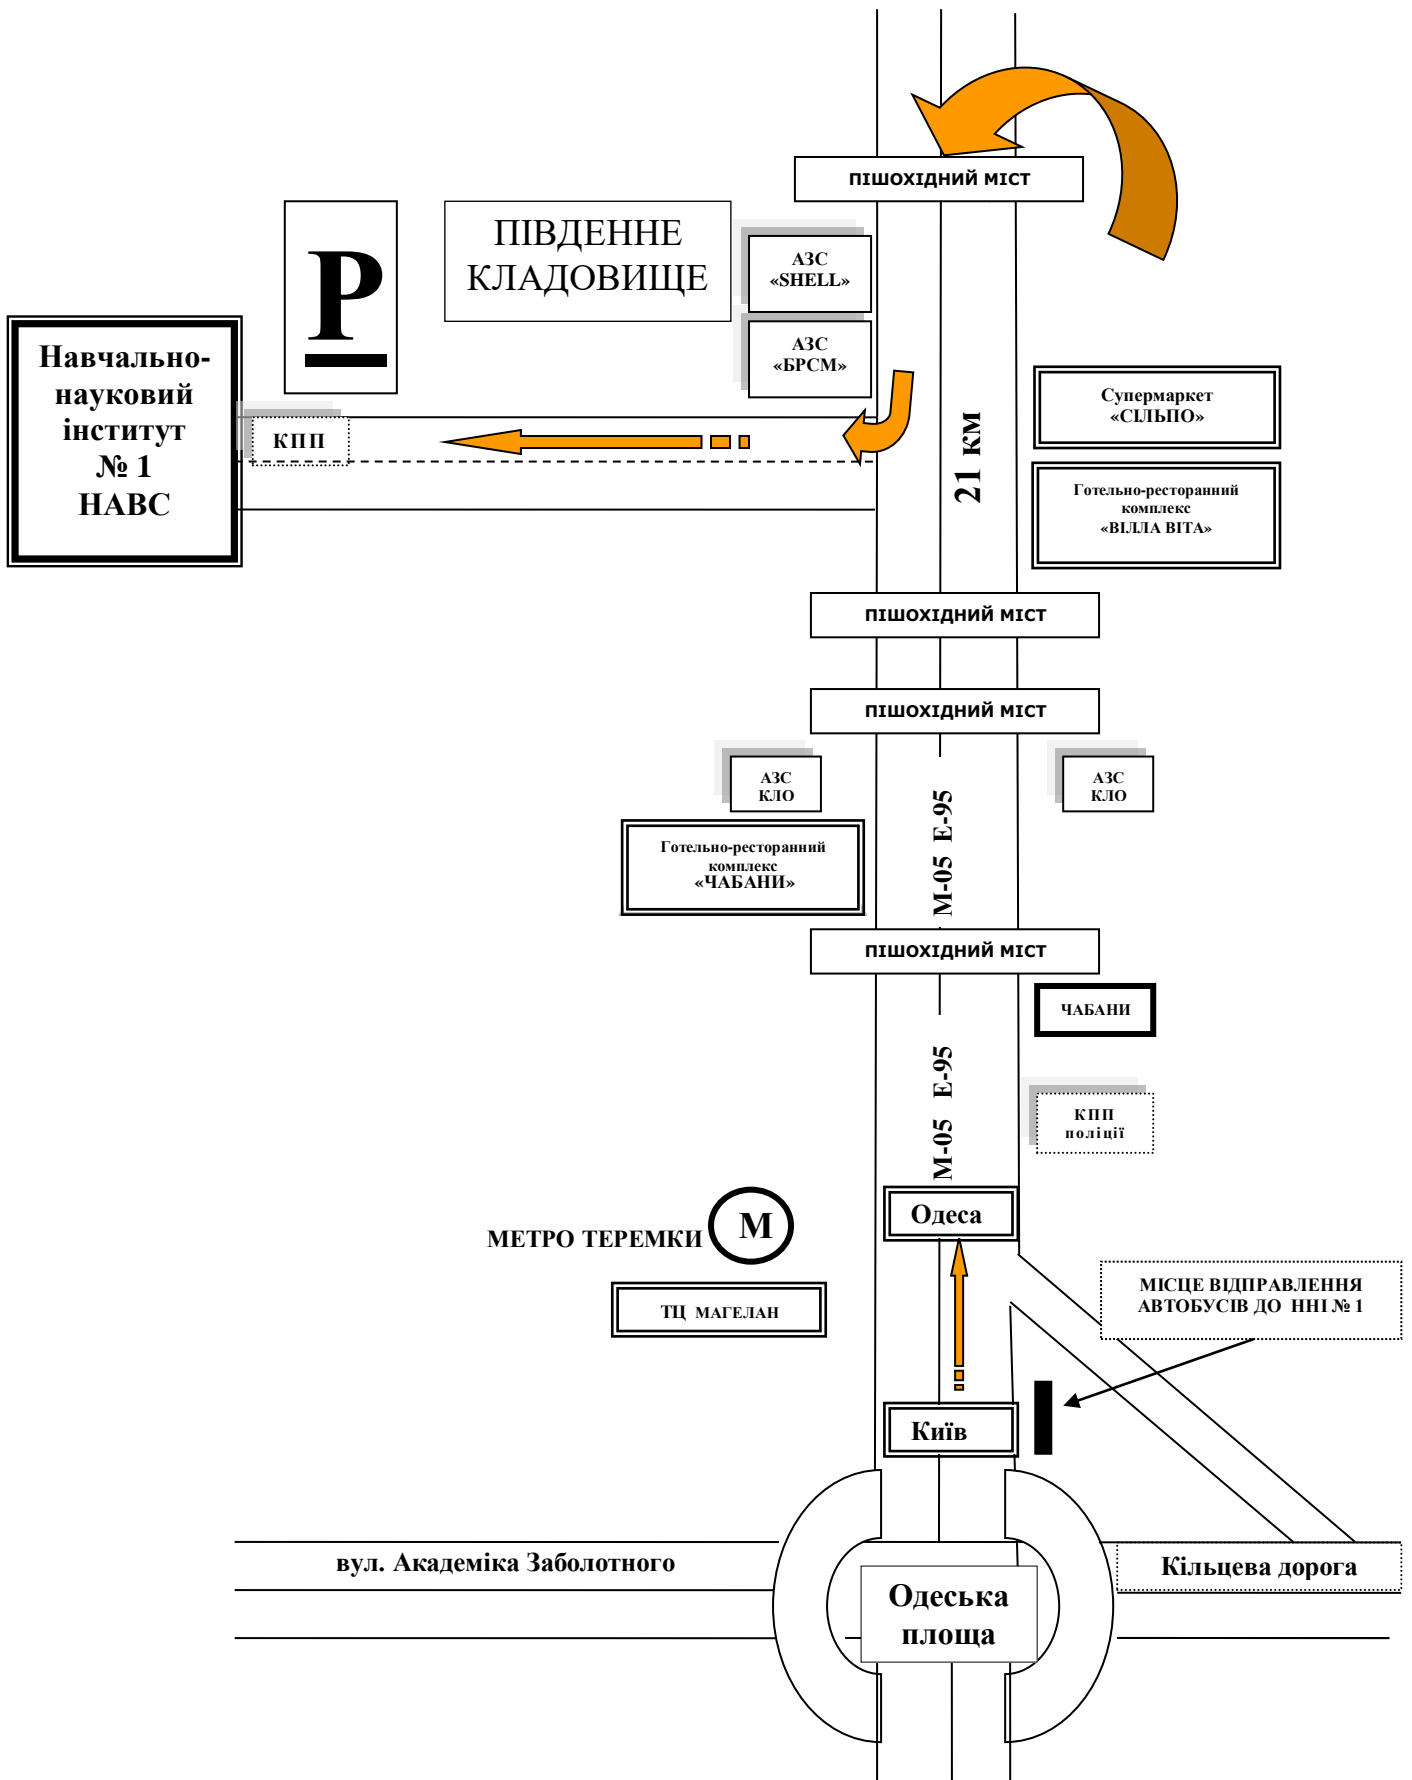 ПІШОХІДНИЙ МІСТ
Р
ПІВДЕННЕ
КЛАДОВИЩЕ
АЗС
«SHELL»
АЗС
«БРСМ»
Навчально-
науковий
інститут
№ 1
НАВС
КПП
21 км
Супермаркет
«СІЛЬПО»
Готельно-ресторанний
комплекс
«ВІЛЛА ВІТА»
ПІШОХІДНИЙ МІСТ
ПІШОХІДНИЙ МІСТ
АЗС
КЛО
АЗС
КЛО
Готельно-ресторанний
комплекс
«ЧАБАНИ»
М-05 Е-95
ПІШОХІДНИЙ МІСТ
ЧАБАНИ
М-05 Е-95
КПП
поліції
Одеса
МЕТРО ТЕРЕМКИ
М
ТЦ МАГЕЛАН
МІСЦЕ ВІДПРАВЛЕННЯ
АВТОБУСІВ ДО ННІ № 1
Київ
вул. Академіка Заболотного
Кільцева дорога
Одеська
площа